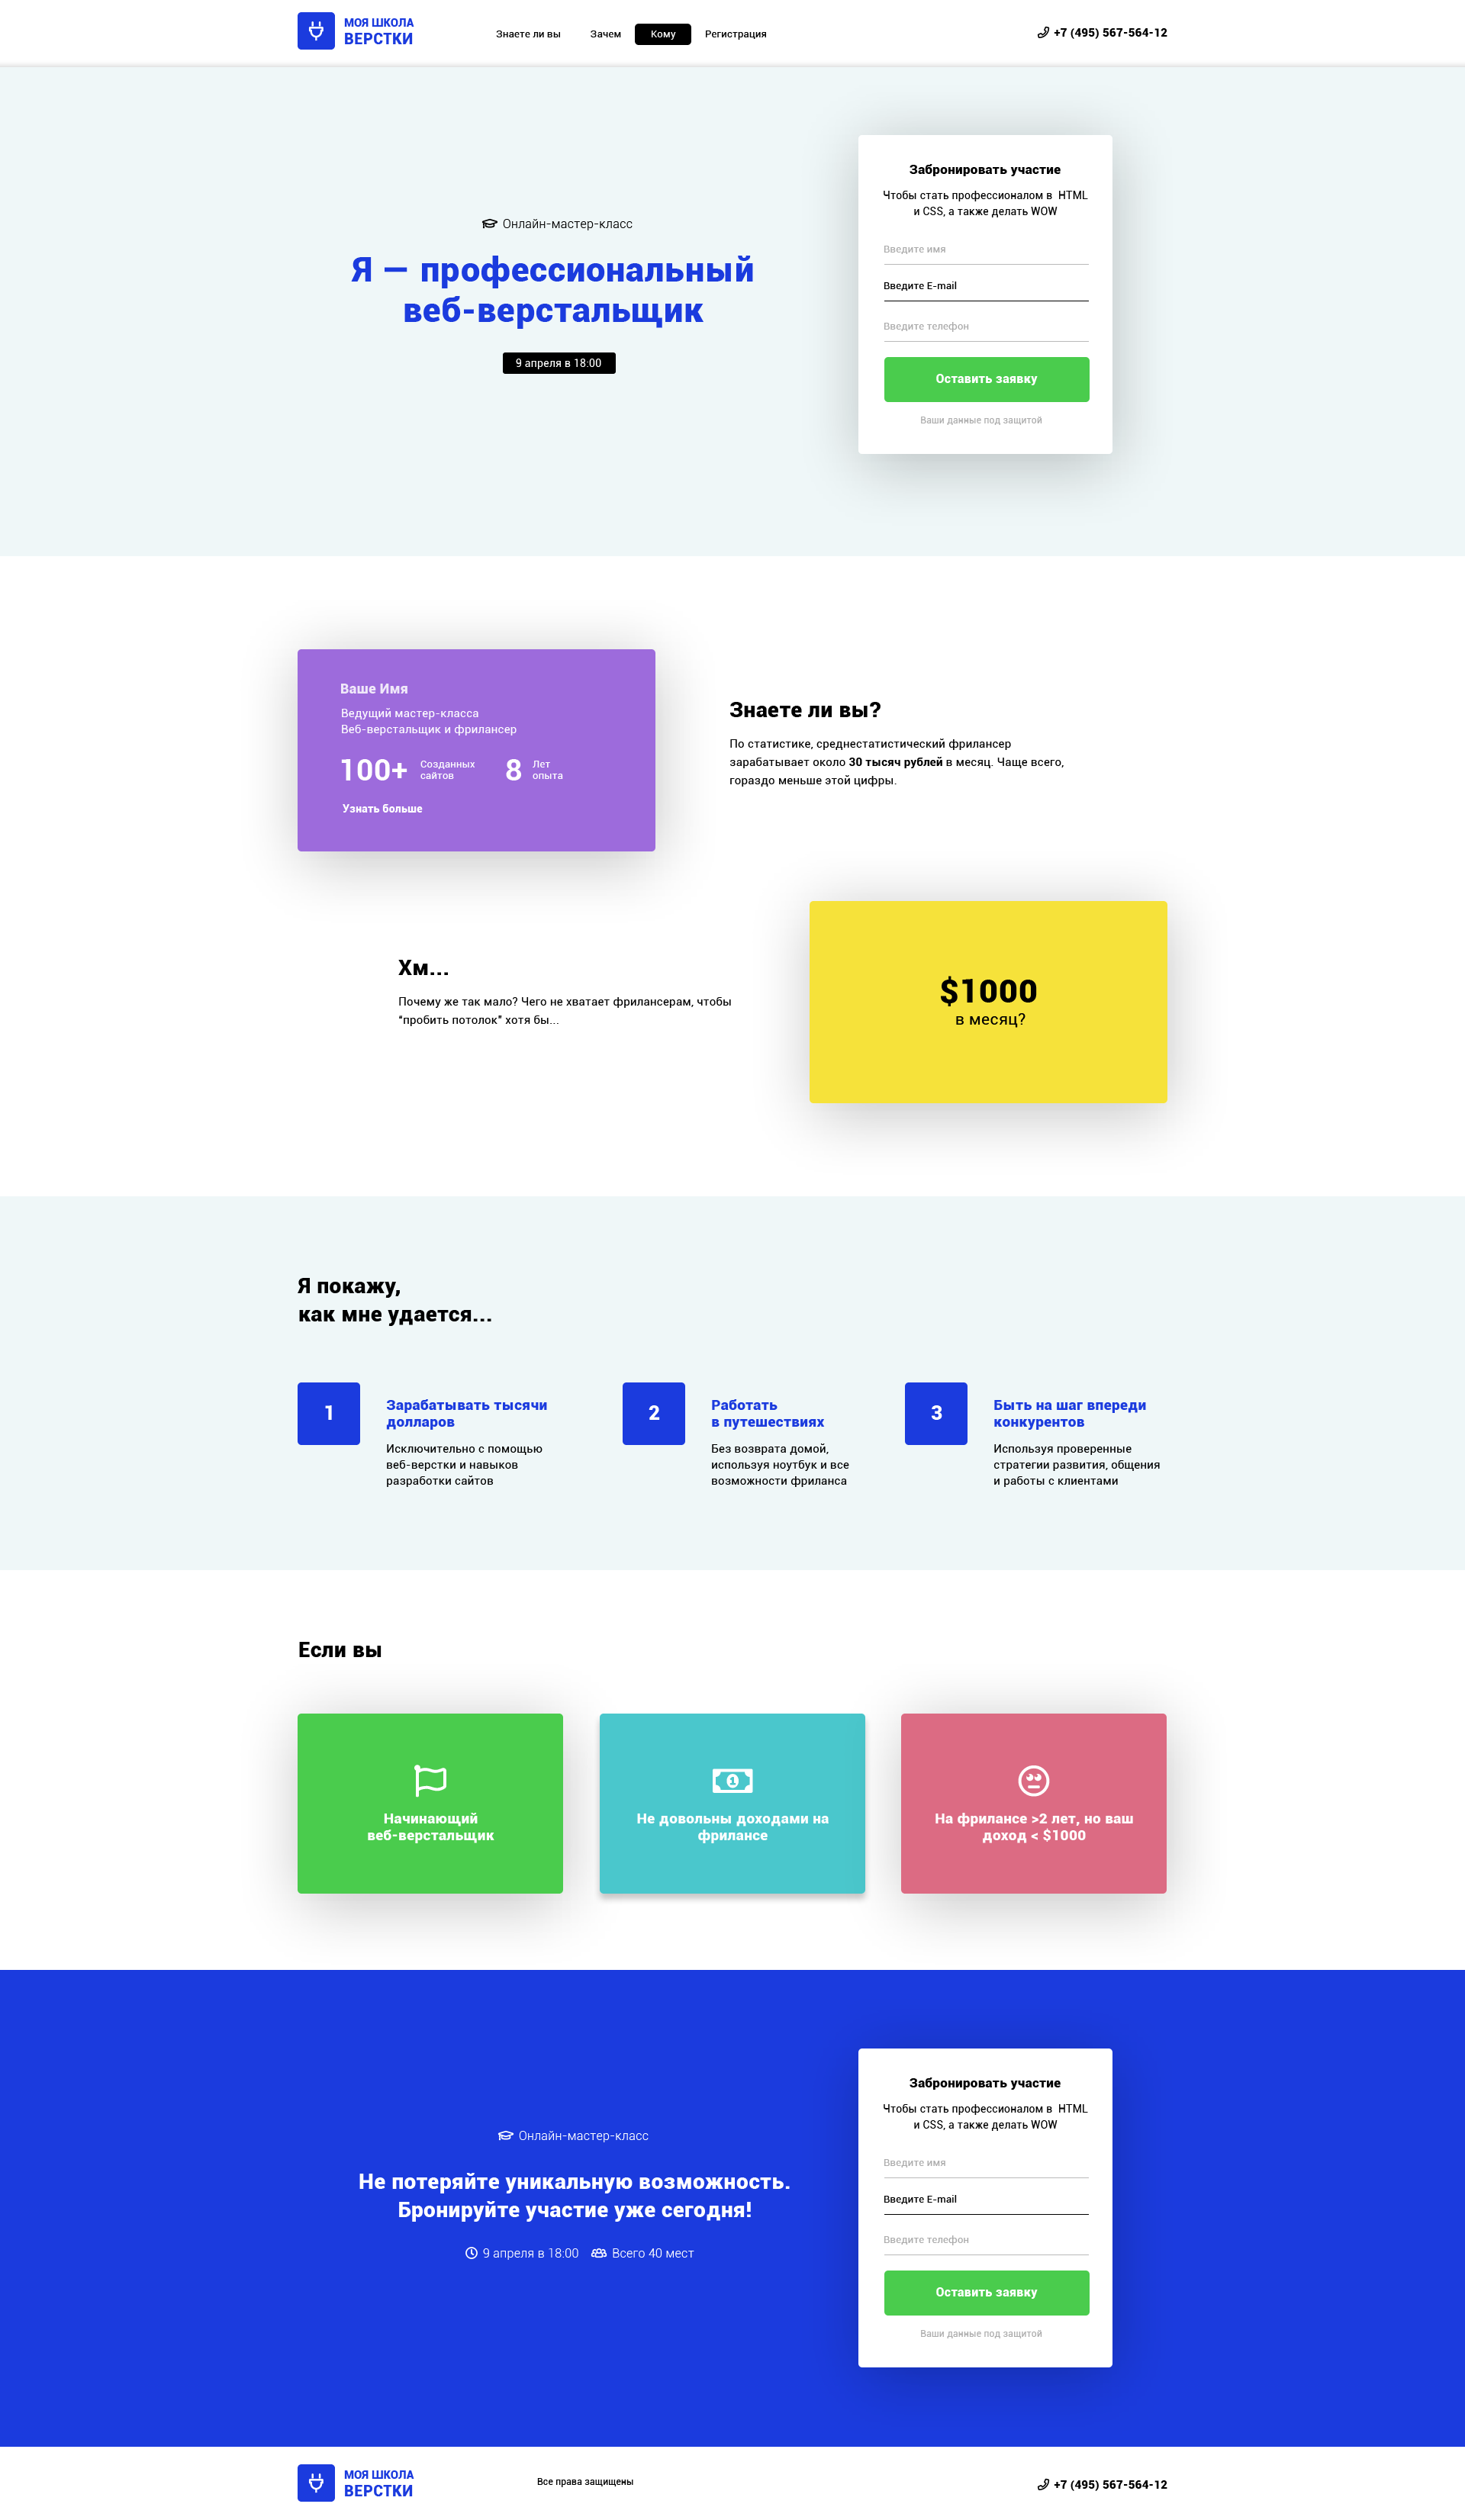 МОЯ ШКОЛА
ВЕРСТКИ
Знаете ли вы Зачем Кому Регистрация
+7 (495) 567-564-12
Онлайн-мастер-класс
Я — профессиональный
веб-верстальщик
9 апреля в 18:00
Забронировать участие
Чтобы стать профессионалом в HTML
и CSS, а также делать WOW
Введите имя
Введите E-mail
Введите телефон
Оставить заявку
Ваши данные под защитой
Ваше Имя
Ведущий мастер-класса
Веб-верстальщик и фрилансер
100+ Созданных сайтов 8 Лет опыта
Узнать больше
Знаете ли вы?
По статистике, среднестатистический фрилансер
зарабатывает около 30 тысяч рублей в месяц. Чаще всего,
гораздо меньше этой цифры.
Хм...
Почему же так мало? Чего не хватает фрилансерам, чтобы
“пробить потолок” хотя бы...
$1000
в месяц?
Я покажу,
как мне удается...
1
Зарабатывать тысячи
долларов
Исключительно с помощью
веб-верстки и навыков
разработки сайтов
2
Работать
в путешествиях
Без возврата домой,
используя ноутбук и все
возможности фриланса
3
Быть на шаг впереди
конкурентов
Используя проверенные
стратегии развития, общения
и работы с клиентами
Если вы
Начинающий
веб-верстальщик
1
Не довольны доходами на
фрилансе
На фрилансе >2 лет, но ваш
доход < $1000
Онлайн-мастер-класс
Не потеряйте уникальную возможность.
Бронируйте участие уже сегодня!
9 апреля в 18:00 Всего 40 мест
Забронировать участие
Чтобы стать профессионалом в HTML
и CSS, а также делать WOW
Введите имя
Введите E-mail
Введите телефон
Оставить заявку
Ваши данные под защитой
МОЯ ШКОЛА
ВЕРСТКИ
Все права защищены
+7 (495) 567-564-12